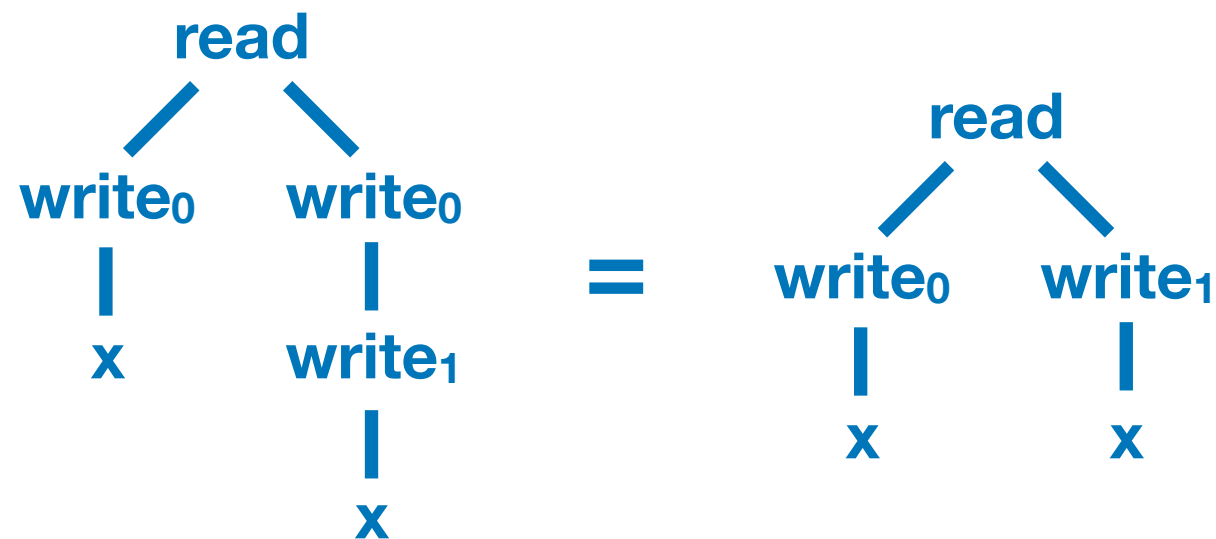 read
write₀ write₀
x write₁
x
=
read
write₀ write₁
x x